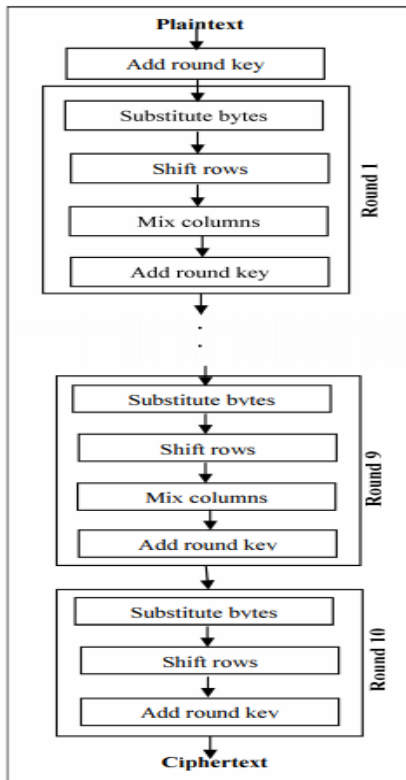 Plaintext
Add round key
Substitute bytes
Shift rows
Mix columns
Add round key
Round 1
.
.
Substitute bytes
Shift rows
Mix columns
Add round key
Round 9
Substitute bytes
Shift rows
Add round key
Round 10
Ciphertext